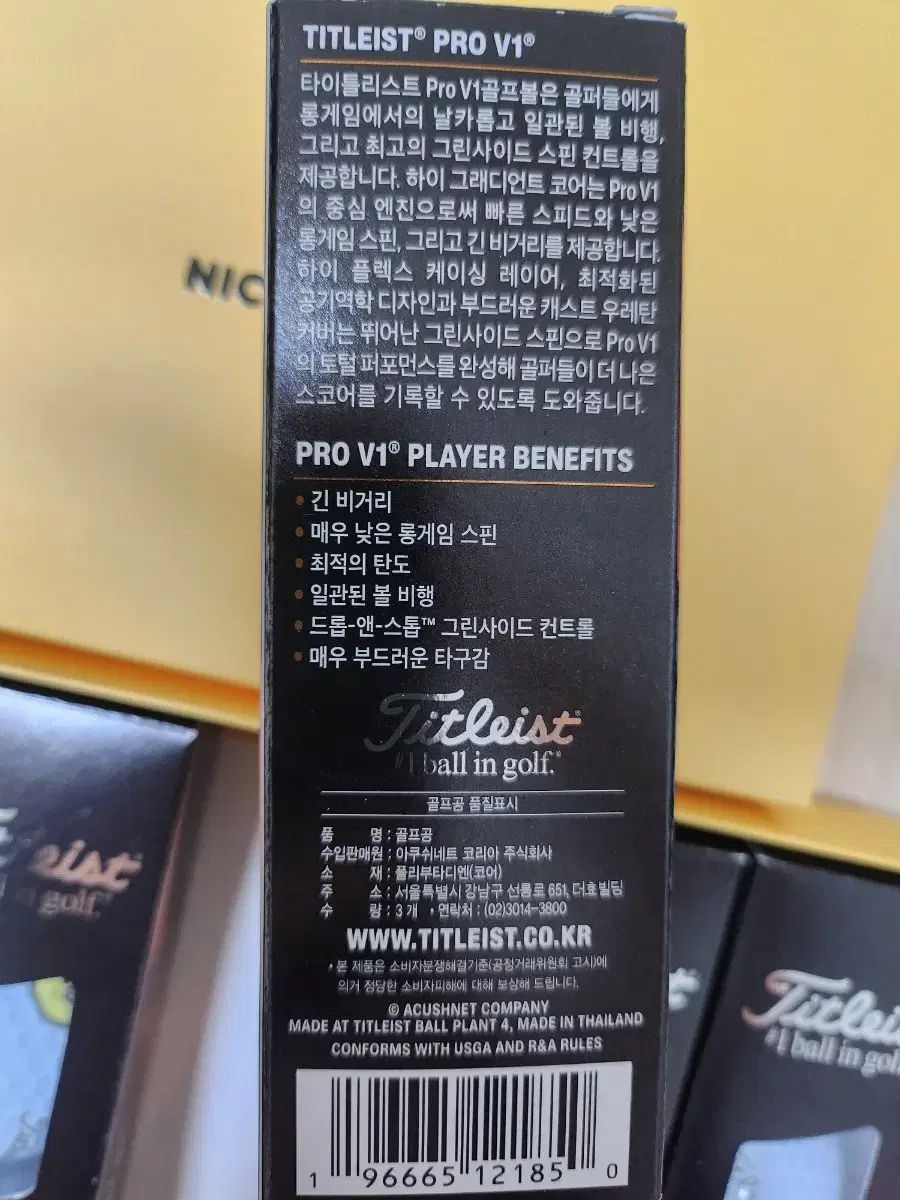 TITLEIST® PRO V1®
타이틀리스트 Pro V1골프볼은 골퍼들에게
롱게임에서의 날카롭고 일관된 볼 비행,
그리고 최고의 그린사이드 스핀 컨트롤을
제공합니다. 하이 그래디언트 코어는 Pro V1
의 중심 엔진으로써 빠른 스피드와 낮은
롱게임 스핀, 그리고 긴 비거리를 제공합니다.
하이 플렉스 케이싱 레이어, 최적화된
공기역학 디자인과 부드러운 캐스트 우레탄
커버는 뛰어난 그린사이드 스핀으로 Pro V1
의 토털 퍼포먼스를 완성해 골퍼들이 더 나은
스코어를 기록할 수 있도록 도와줍니다.
NIC
PRO V1® PLAYER BENEFITS
• 긴 비거리
• 매우 낮은 롱게임 스핀
• 최적의 탄도
• 일관된 볼 비행
• 드롭-앤-스톱™ 그린사이드 컨트롤
• 매우 부드러운 타구감
Titleist®
#1 ball in golf.®
골프공 품질표시
품 명 : 골프공
수입판매원 : 아쿠쉬네트 코리아 주식회사
소 재 : 폴리부타디엔(코어)
주 소 : 서울특별시 강남구 선릉로 651, 더호빌딩
수 량 : 3 개 • 연락처 : (02)3014-3800
WWW.TITLEIST.CO.KR
• 본 제품은 소비자분쟁해결기준(공정거래위원회 고시)에
의거 정당한 소비자피해에 대해 보상해 드립니다.
© ACUSHNET COMPANY
MADE AT TITLEIST BALL PLANT 4, MADE IN THAILAND
CONFORMS WITH USGA AND R&A RULES
1 96665 12185 0
eist
in golf.
Titleis
#1 ball in gol